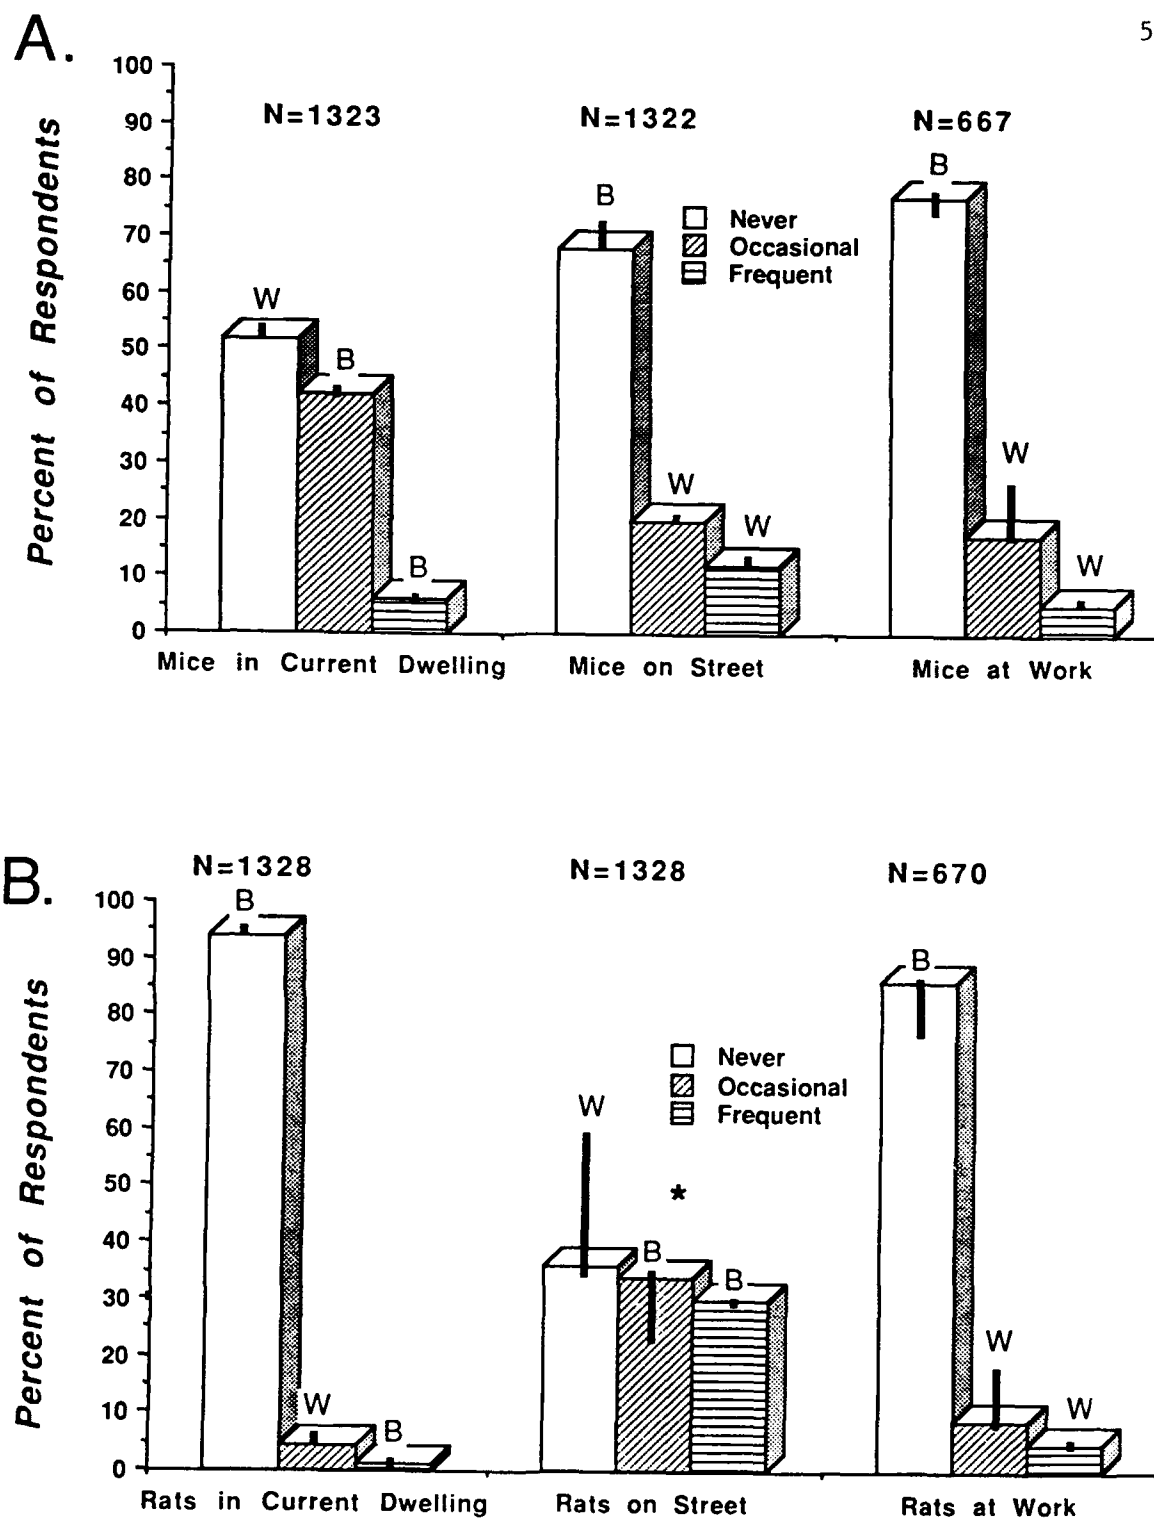 5
A.
Percent of Respondents
100
90
80
70
60
50
40
30
20
10
0
N=1323
N=1322
N=667
W
B
B
B
W
W
B
W
W
Never
Occasional
Frequent
Mice in Current Dwelling
Mice on Street
Mice at Work
B.
Percent of Respondents
100
90
80
70
60
50
40
30
20
10
0
N=1328
N=1328
N=670
B
W
B
W
B
B
*
B
W
W
Never
Occasional
Frequent
Rats in Current Dwelling
Rats on Street
Rats at Work